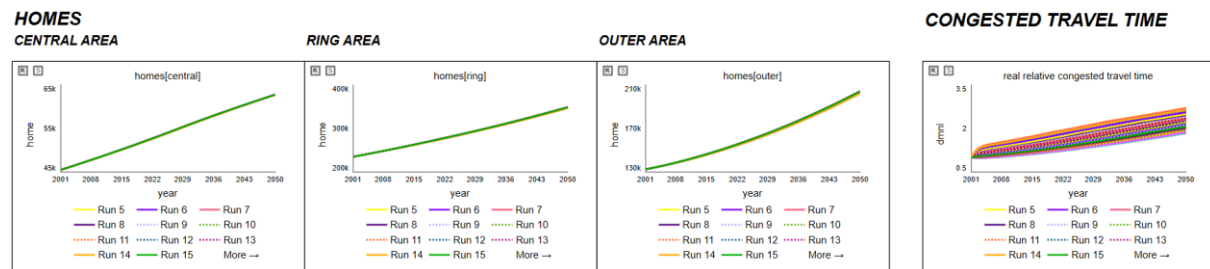 HOMES
CENTRAL AREA
RING AREA
OUTER AREA
CONGESTED TRAVEL TIME
homes[central]
65k
55k
45k
home
2001 2008 2015 2022 2029 2036 2043 2050
year
Run 5 Run 6 Run 7
Run 8 Run 9 Run 10
Run 11 Run 12 Run 13
Run 14 Run 15 More →
homes[ring]
400k
300k
200k
home
2001 2008 2015 2022 2029 2036 2043 2050
year
Run 5 Run 6 Run 7
Run 8 Run 9 Run 10
Run 11 Run 12 Run 13
Run 14 Run 15 More →
S
homes[outer]
210k
170k
130k
home
2001 2008 2015 2022 2029 2036 2043 2050
year
Run 5 Run 6 Run 7
Run 8 Run 9 Run 10
Run 11 Run 12 Run 13
Run 14 Run 15 More →
S
real relative congested travel time
3.5
2
0.5
dmnl
2001 2008 2015 2022 2029 2036 2043 2050
year
Run 5 Run 6 Run 7
Run 8 Run 9 Run 10
Run 11 Run 12 Run 13
Run 14 Run 15 More →